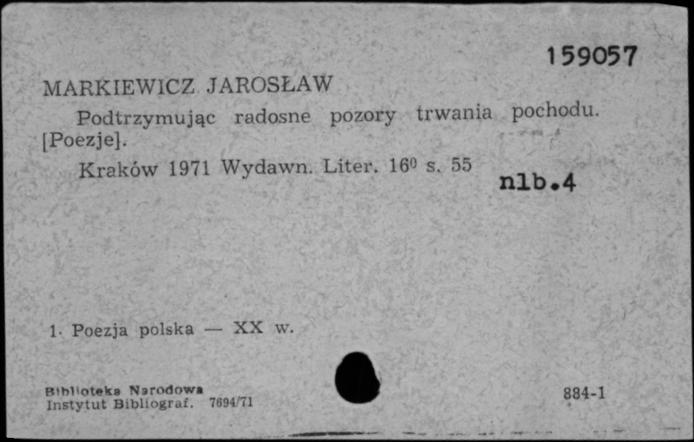 159057
MARKIEWICZ JAROSŁAW
Podtrzymując radosne pozory trwania pochodu.
[Poezje].
Kraków 1971 Wydawn. Liter. 16⁰ s. 55
nlb.4
1. Poezja polska — XX w.
Biblioteka Narodowa
Instytut Bibliograf. 7694/71
884-1